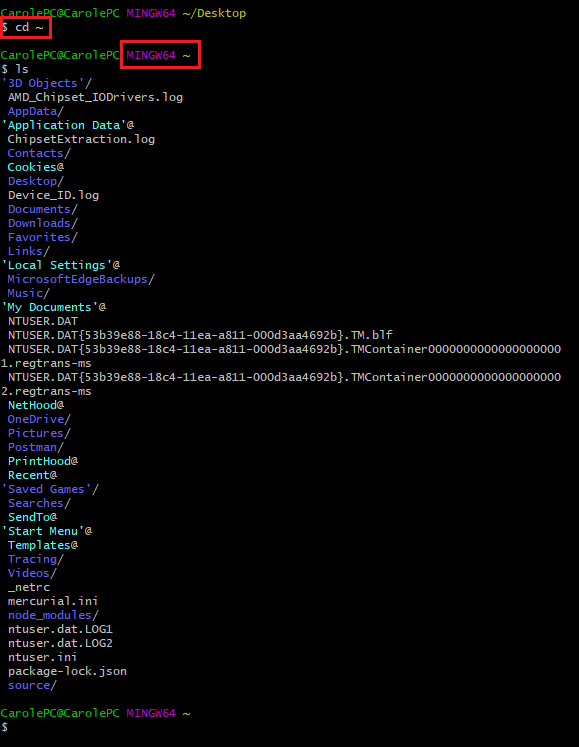 CarolePC@CarolePC MINGW64 ~/Desktop
$ cd ~
CarolePC@CarolePC MINGW64 ~
$ ls
'3D Objects'/
AMD_Chipset_IODrivers.log
AppData/
'Application Data'@
ChipsetExtraction.log
Contacts/
Cookies@
Desktop/
Device_ID.log
Documents/
Downloads/
Favorites/
Links/
'Local Settings'@
MicrosoftEdgeBackups/
Music/
'My Documents'@
NTUSER.DAT
NTUSER.DAT{53b39e88-18c4-11ea-a811-000d3aa4692b}.TM.blf
NTUSER.DAT{53b39e88-18c4-11ea-a811-000d3aa4692b}.TMContainer0000000000000000000
1.regtrans-ms
NTUSER.DAT{53b39e88-18c4-11ea-a811-000d3aa4692b}.TMContainer0000000000000000000
2.regtrans-ms
NetHood@
OneDrive/
Pictures/
Postman/
PrintHood@
Recent@
'Saved Games'/
Searches/
SendTo@
'Start Menu'@
Templates@
Tracing/
Videos/
_netrc
mercurial.ini
node_modules/
ntuser.dat.LOG1
ntuser.dat.LOG2
ntuser.ini
package-lock.json
source/
CarolePC@CarolePC MINGW64 ~
$